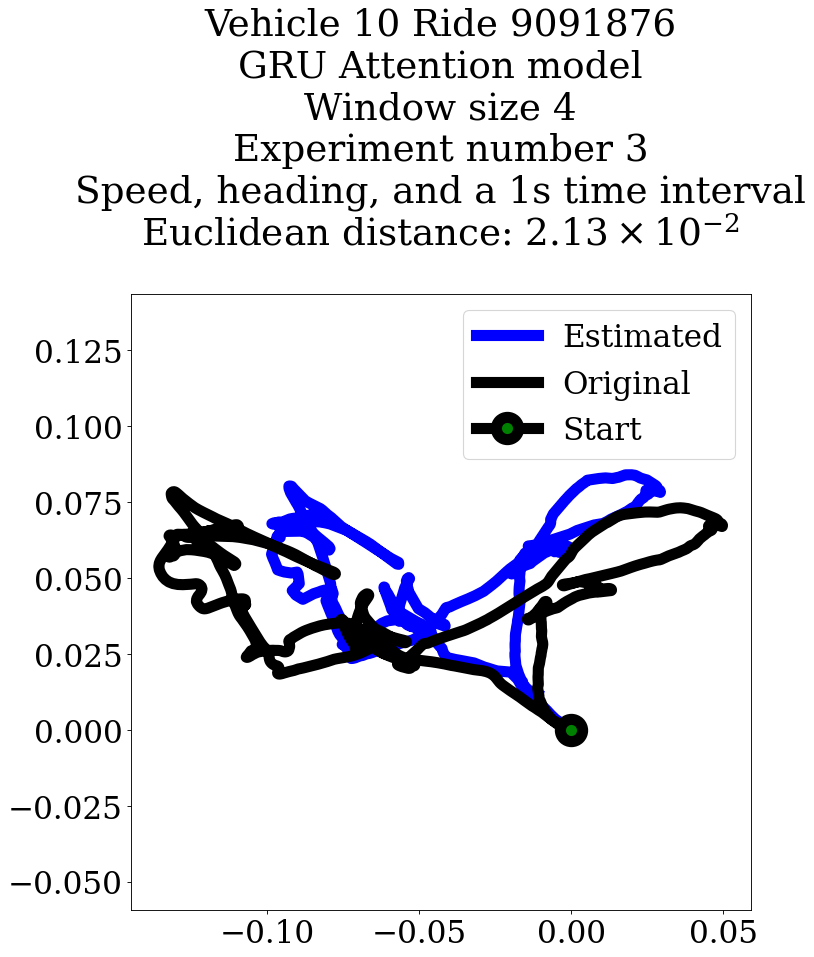 Vehicle 10 Ride 9091876
GRU Attention model
Window size 4
Experiment number 3
Speed, heading, and a 1s time interval
Euclidean distance: 2.13 × 10⁻²
Estimated
Original
Start
0.125
0.100
0.075
0.050
0.025
0.000
−0.025
−0.050
−0.10 −0.05 0.00 0.05